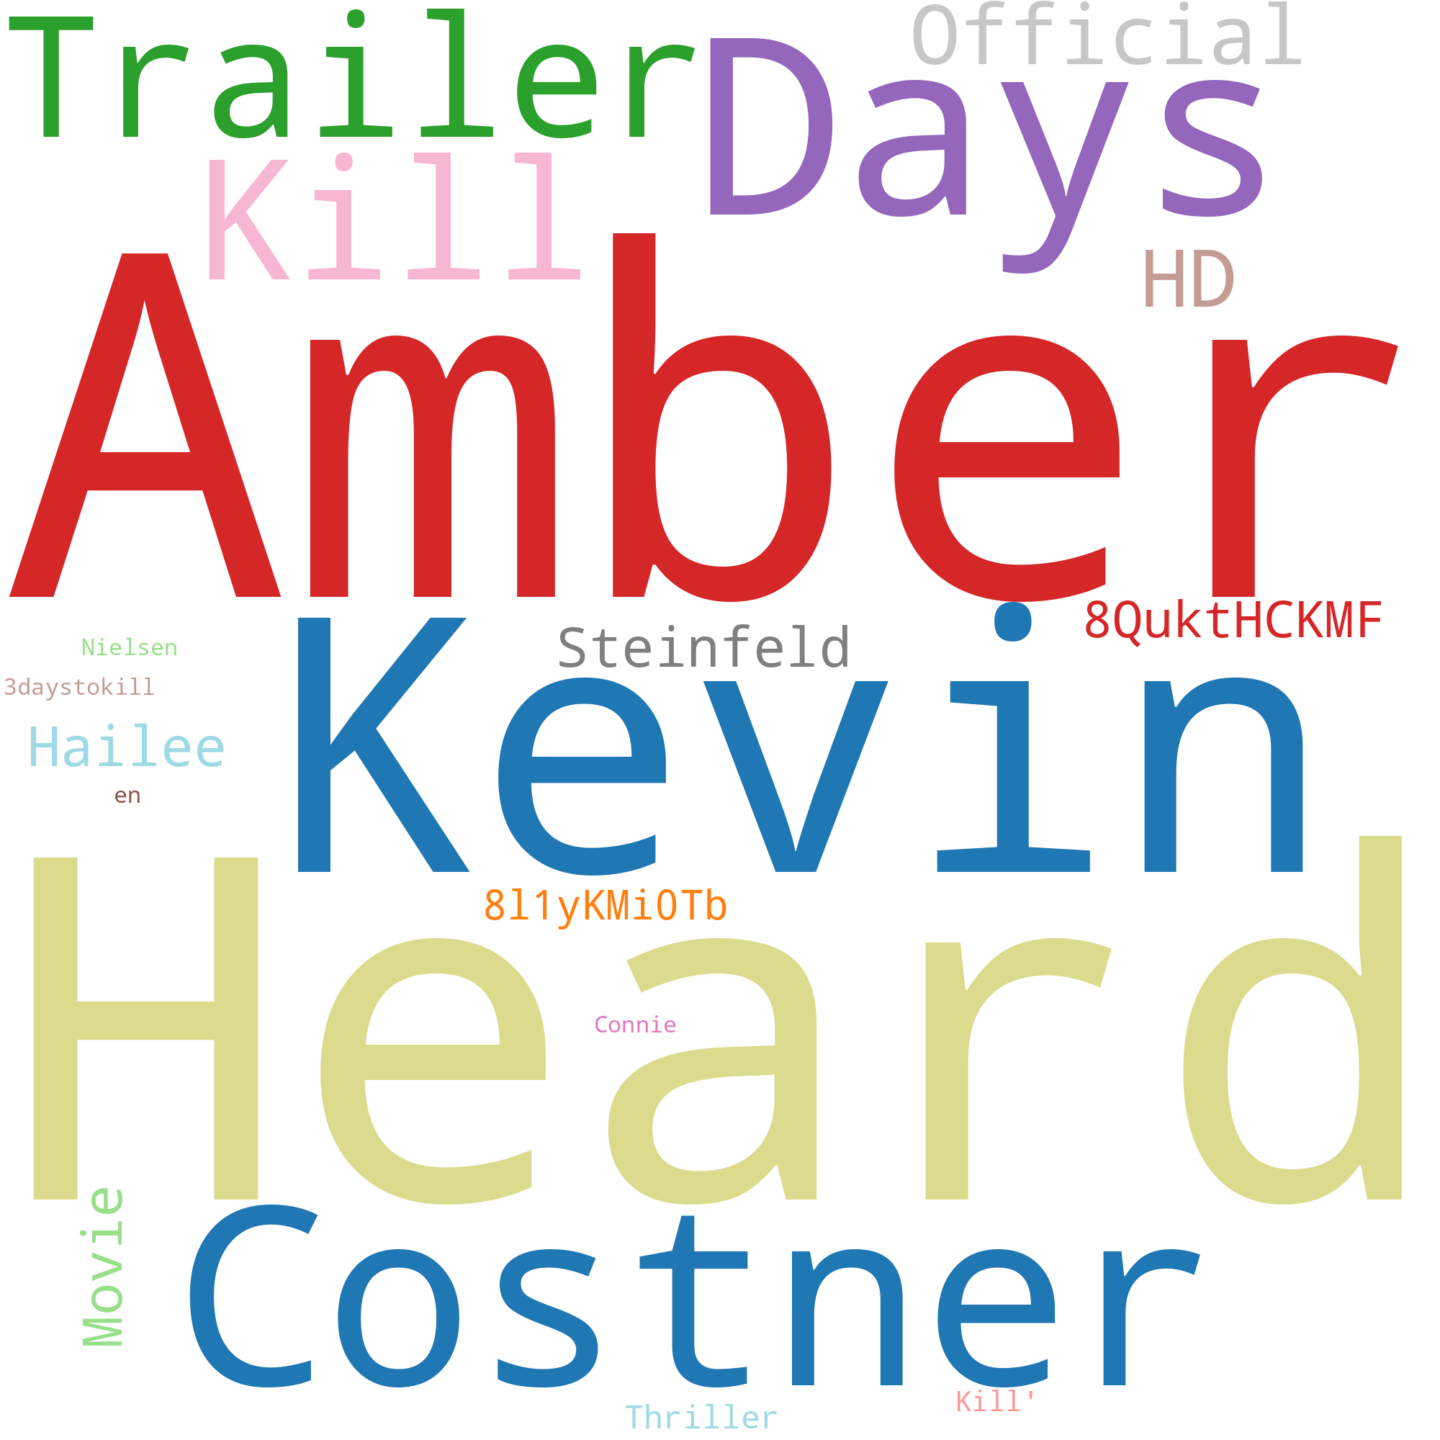 Official
Trailer
Days
Kill
HD
Amber
8QuktHCKMF
Steinfeld
Nielsen
3daystokill
Kevin
Hailee
en
8l1yKMiOTb
Heard
Connie
Movie
Costner
Kill'
Thriller